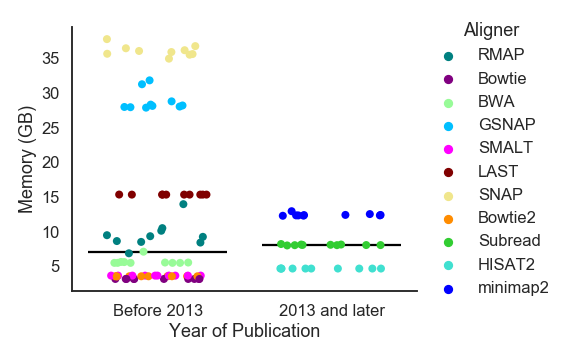 Aligner
RMAP
Bowtie
BWA
GSNAP
SMALT
LAST
SNAP
Bowtie2
Subread
HISAT2
minimap2
Memory (GB)
35
30
25
20
15
10
5
Before 2013
2013 and later
Year of Publication